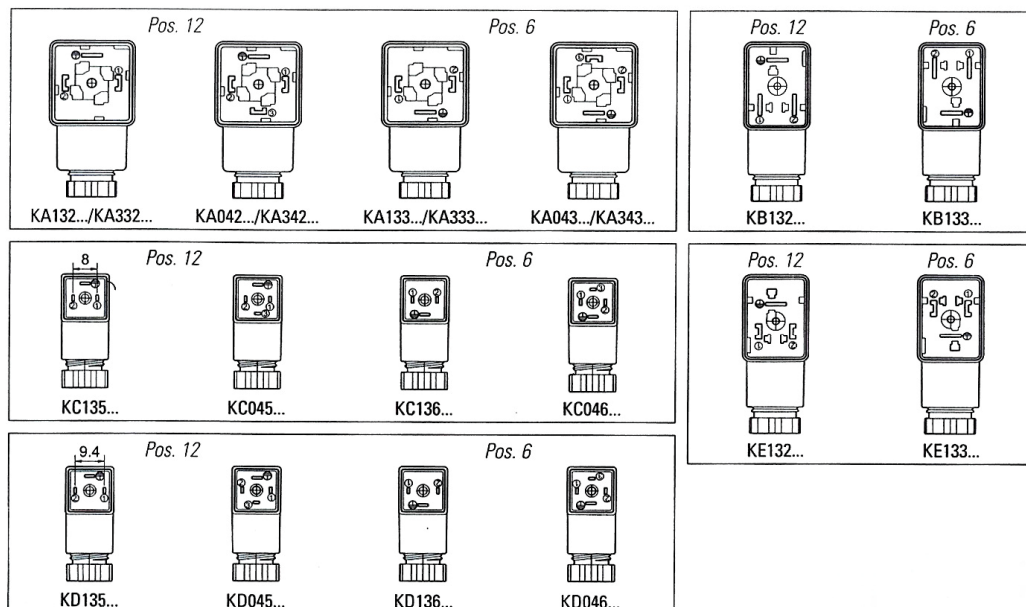 Pos. 12 Pos. 6
KA132.../KA332... KA042.../KA342... KA133.../KA333... KA043.../KA343...
Pos. 12 Pos. 6
KB132... KB133...
Pos. 12 Pos. 6
8
KC135... KC045... KC136... KC046...
Pos. 12 Pos. 6
KE132... KE133...
Pos. 12 Pos. 6
9.4
KD135... KD045... KD136... KD046...